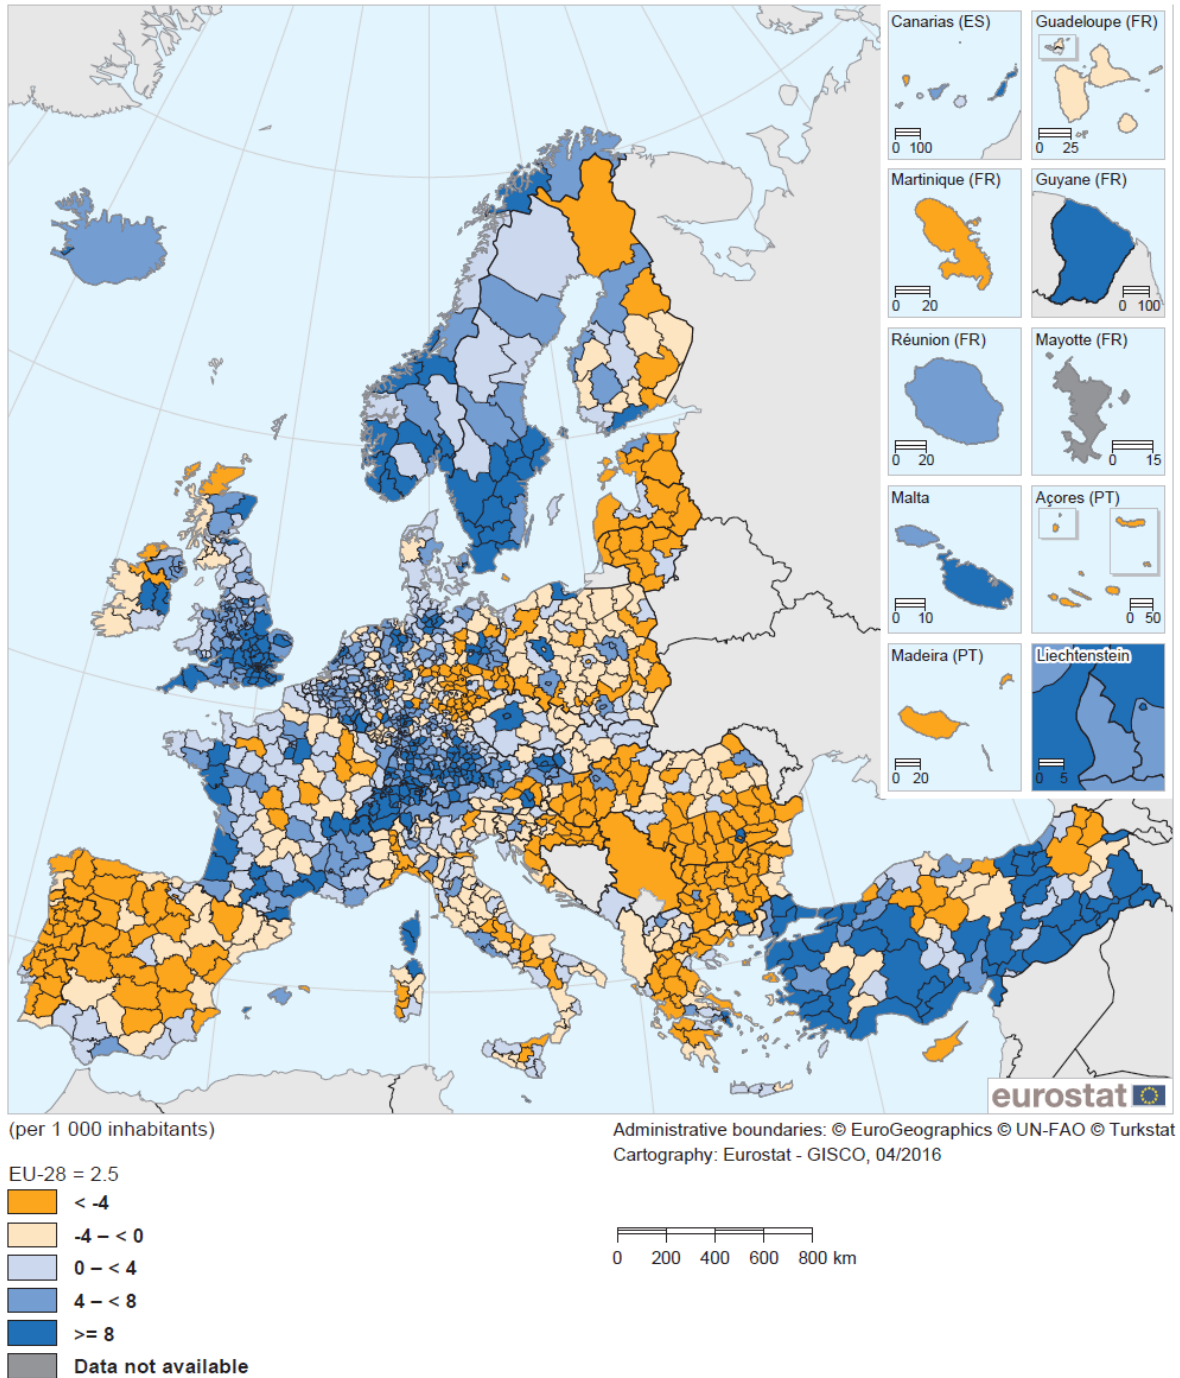 Canarias (ES)
0 100
Guadeloupe (FR)
0 25
Martinique (FR)
0 20
Guyane (FR)
0 100
Réunion (FR)
0 20
Mayotte (FR)
0 15
Malta
0 10
Açores (PT)
0 50
Madeira (PT)
0 20
Liechtenstein
0 5
eurostat
(per 1 000 inhabitants)
Administrative boundaries: © EuroGeographics © UN-FAO © Turkstat
Cartography: Eurostat - GISCO, 04/2016
EU-28 = 2.5
< -4
-4 – < 0
0 – < 4
4 – < 8
>= 8
Data not available
0 200 400 600 800 km